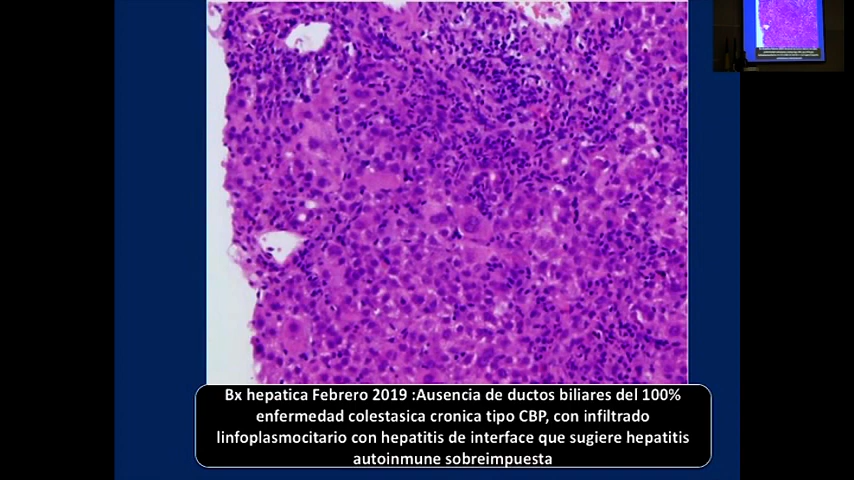 Bx hepatica Febrero 2019 :Ausencia de ductos biliares del 100%
enfermedad colestasica cronica tipo CBP, con infiltrado
linfoplasmocitario con hepatitis de interface que sugiere hepatitis
autoinmune sobreimpuesta